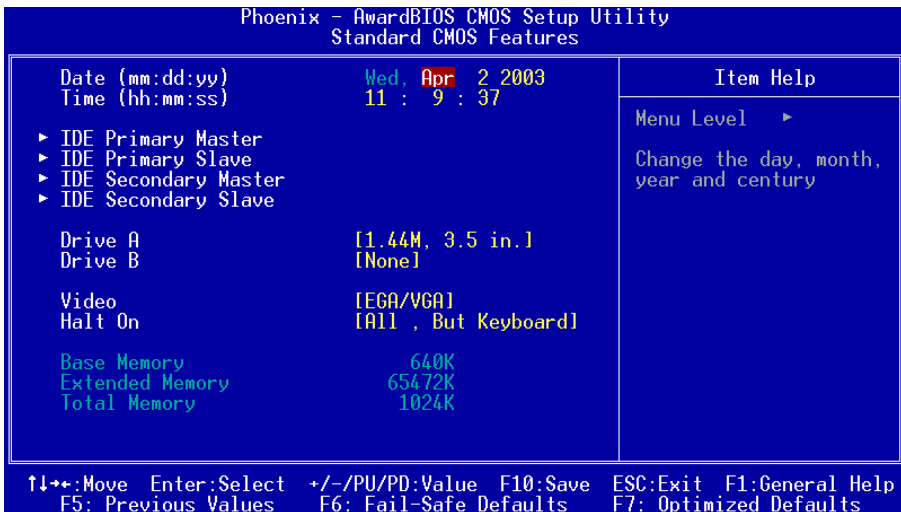 Phoenix - AwardBIOS CMOS Setup Utility
Standard CMOS Features
Date (mm:dd:yy) Wed, Apr 2 2003
Time (hh:mm:ss) 11 : 9 : 37
► IDE Primary Master
► IDE Primary Slave
► IDE Secondary Master
► IDE Secondary Slave
Drive A [1.44M, 3.5 in.]
Drive B [None]
Video [EGA/VGA]
Halt On [All , But Keyboard]
Base Memory 640K
Extended Memory 65472K
Total Memory 1024K
Item Help
Menu Level ►
Change the day, month,
year and century
↑↓→←:Move Enter:Select +/-/PU/PD:Value F10:Save ESC:Exit F1:General Help
F5: Previous Values F6: Fail-Safe Defaults F7: Optimized Defaults